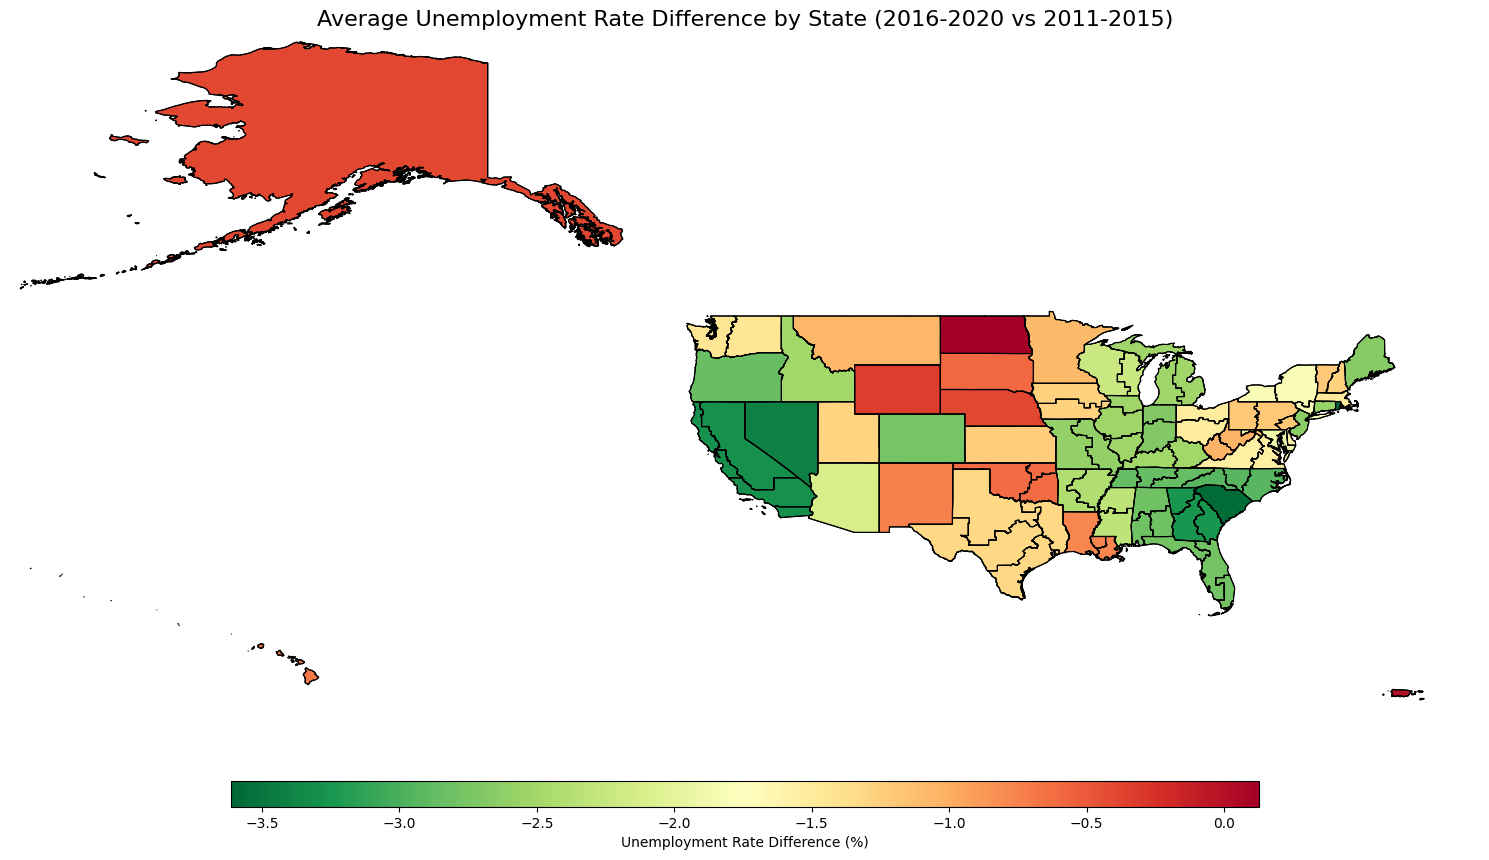 Average Unemployment Rate Difference by State (2016-2020 vs 2011-2015)
−3.5 −3.0 −2.5 −2.0 −1.5 −1.0 −0.5 0.0
Unemployment Rate Difference (%)